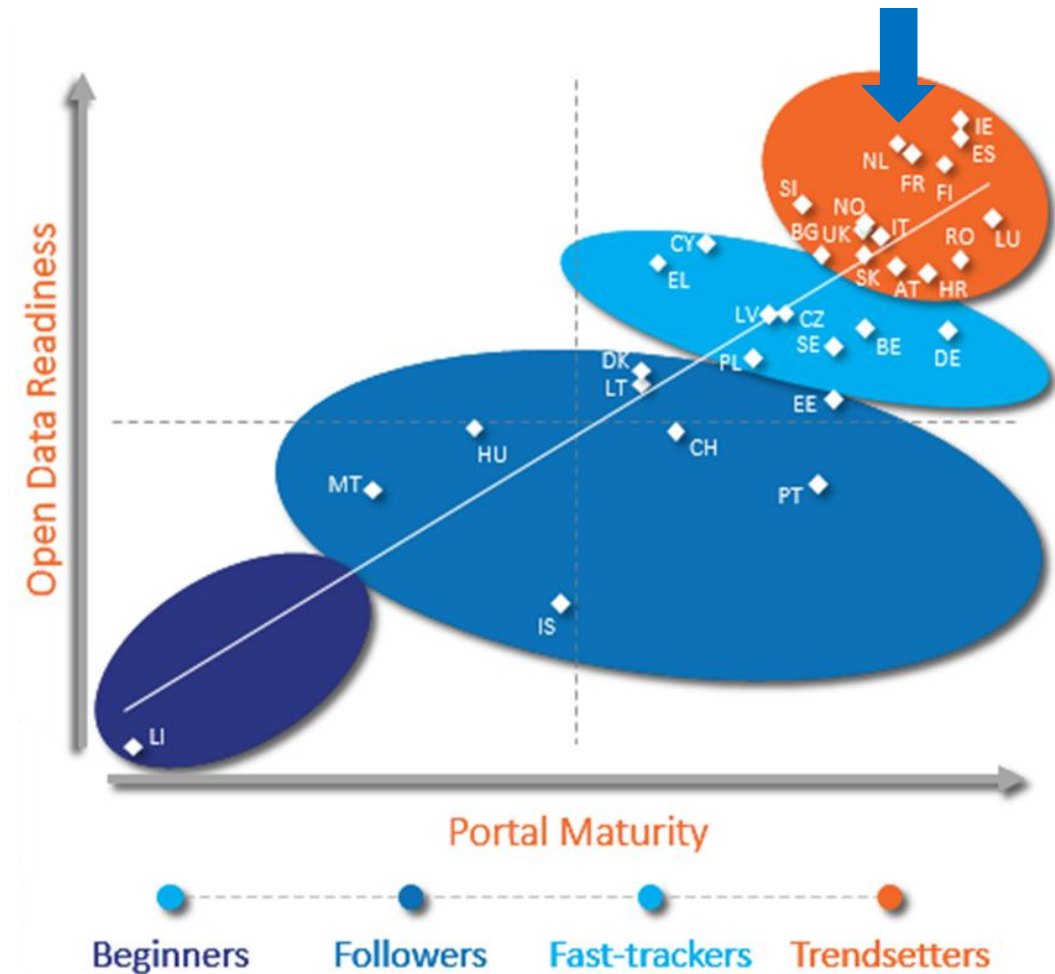 Open Data Readiness
IE
ES
NL
FR
FI
SI
NO
IT
LU
BG
UK
RO
SK
AT
HR
CY
EL
LV
CZ
SE
BE
DE
PL
DK
LT
EE
HU
CH
MT
PT
IS
LI
Portal Maturity
Beginners
Followers
Fast-trackers
Trendsetters